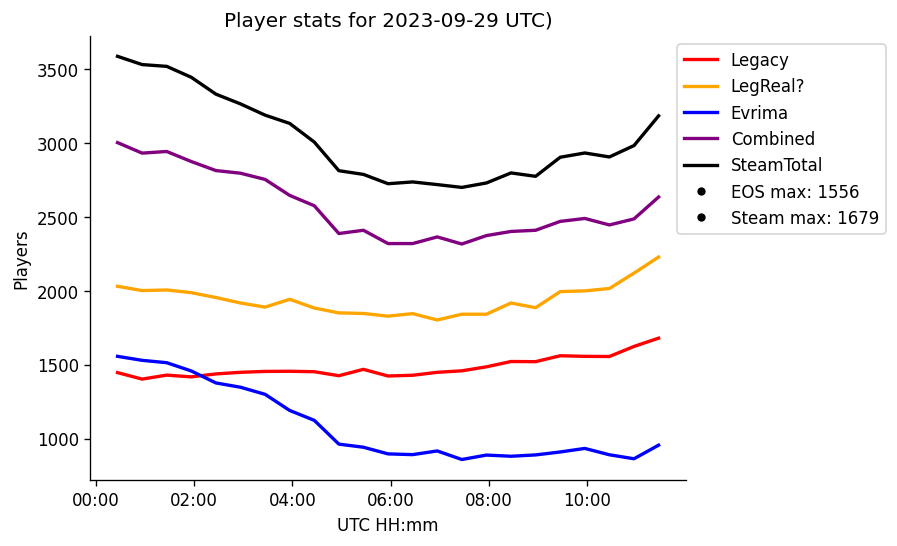 Player stats for 2023-09-29 UTC)
Players
3500
3000
2500
2000
1500
1000
00:00 02:00 04:00 06:00 08:00 10:00
UTC HH:mm
Legacy
LegReal?
Evrima
Combined
SteamTotal
EOS max: 1556
Steam max: 1679